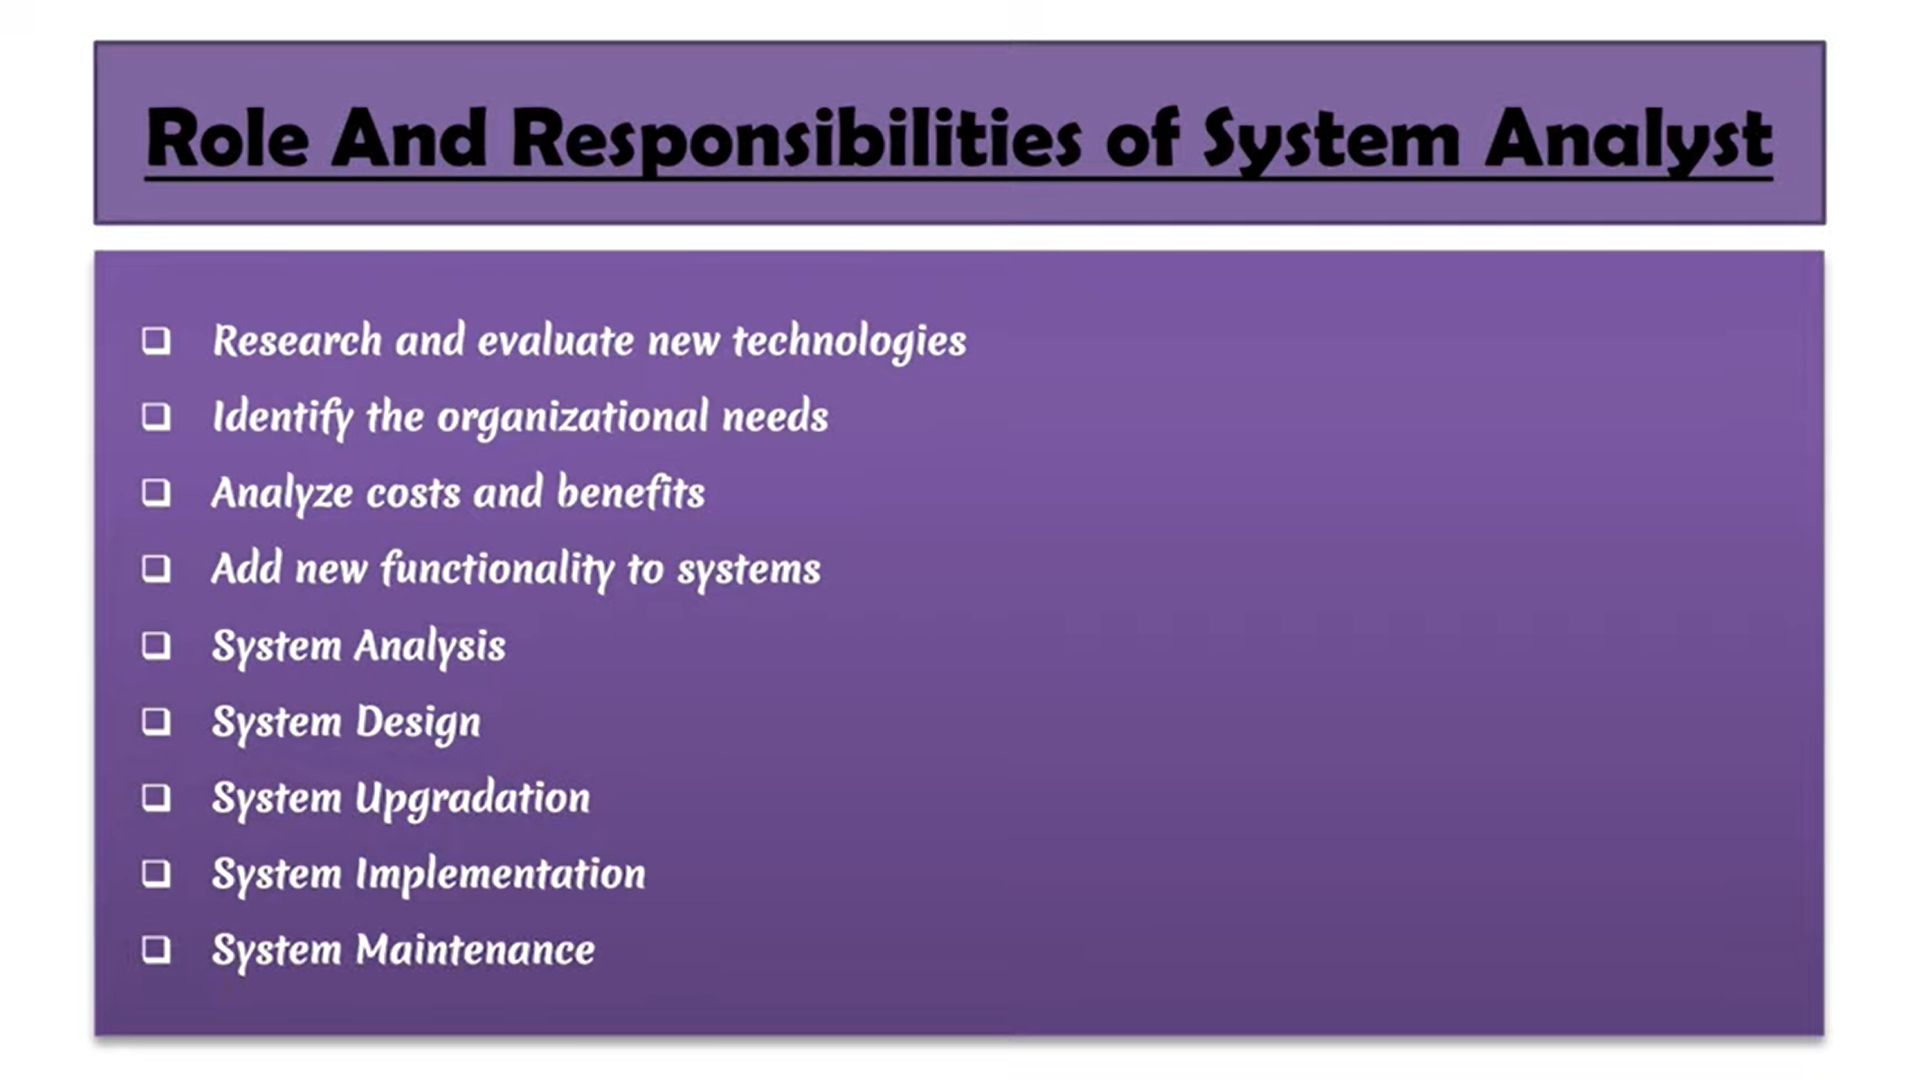 Role And Responsibilities of System Analyst
Research and evaluate new technologies
Identify the organizational needs
Analyze costs and benefits
Add new functionality to systems
System Analysis
System Design
System Upgradation
System Implementation
System Maintenance